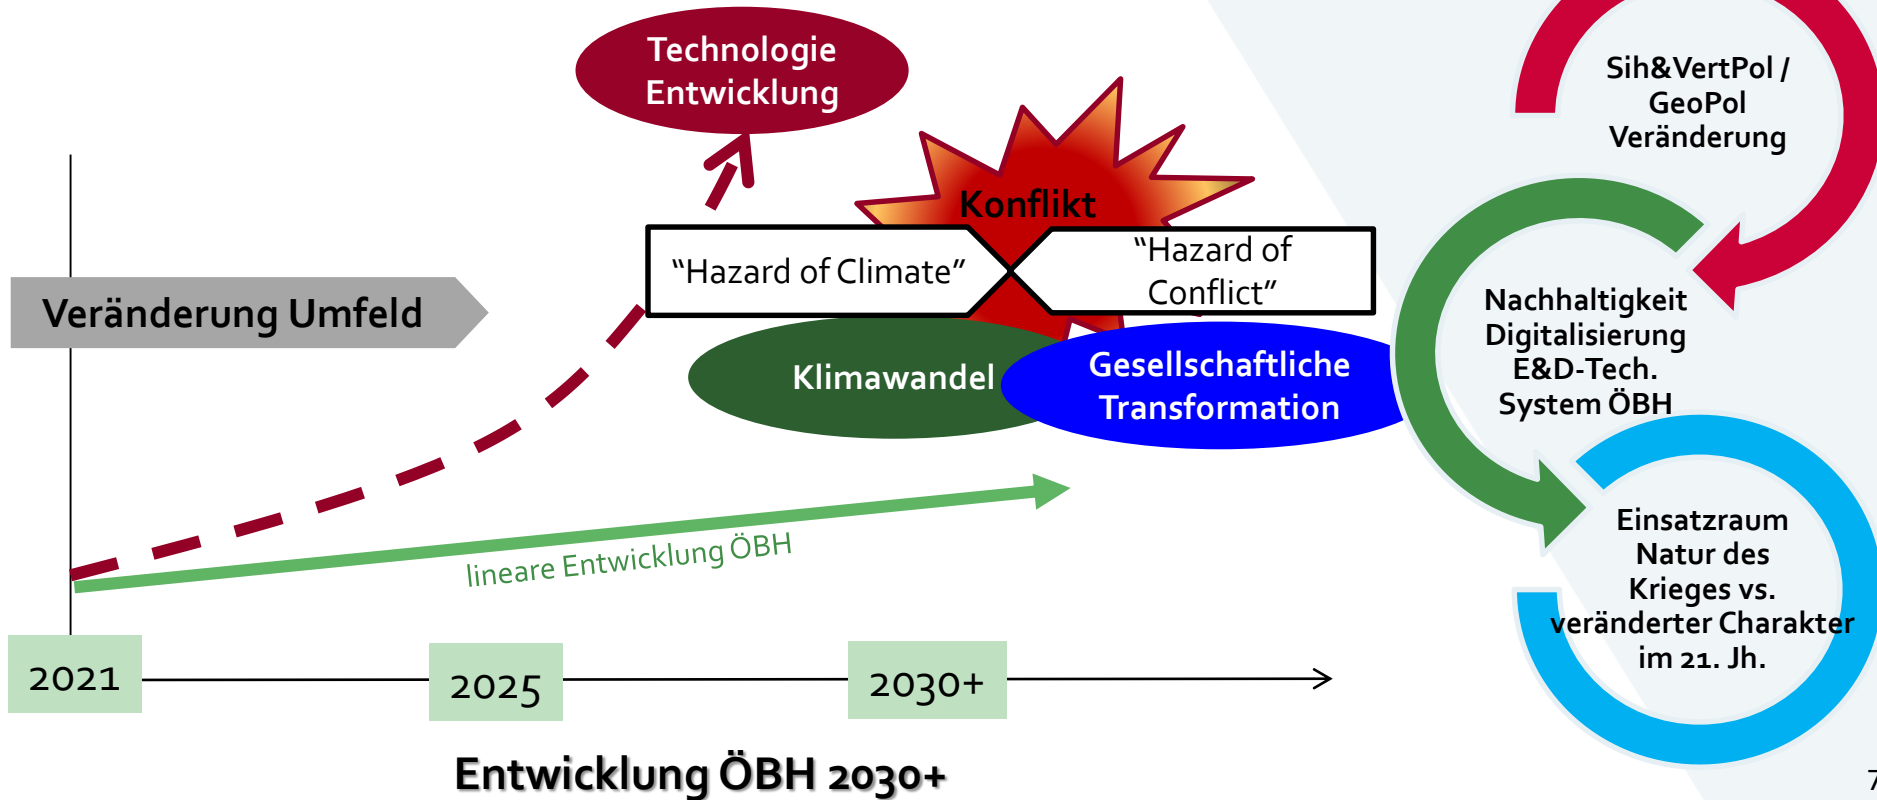 Technologie
Entwicklung
Konflikt
“Hazard of Climate”
“Hazard of
Conflict”
Veränderung Umfeld
Klimawandel
Gesellschaftliche
Transformation
lineare Entwicklung ÖBH
2021
2025
2030+
Entwicklung ÖBH 2030+
Sih&VertPol /
GeoPol
Veränderung
Nachhaltigkeit
Digitalisierung
E&D-Tech.
System ÖBH
Einsatzraum
Natur des
Krieges vs.
veränderter Charakter
im 21. Jh.
7